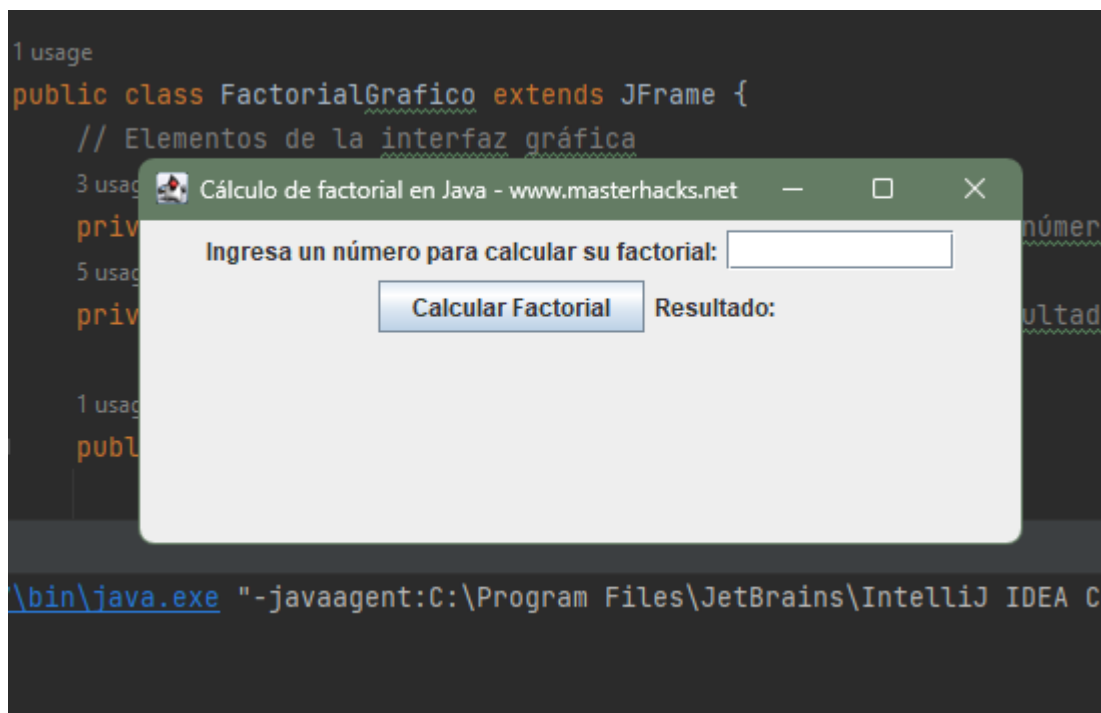 1 usage
public class FactorialGrafico extends JFrame {
// Elementos de la interfaz gráfica
Cálculo de factorial en Java - www.masterhacks.net
Ingresa un número para calcular su factorial:
Calcular Factorial Resultado:
3 usag
priv númer
5 usag
priv ultad
1 usag
publ
\bin\java.exe "-javaagent:C:\Program Files\JetBrains\IntelliJ IDEA C